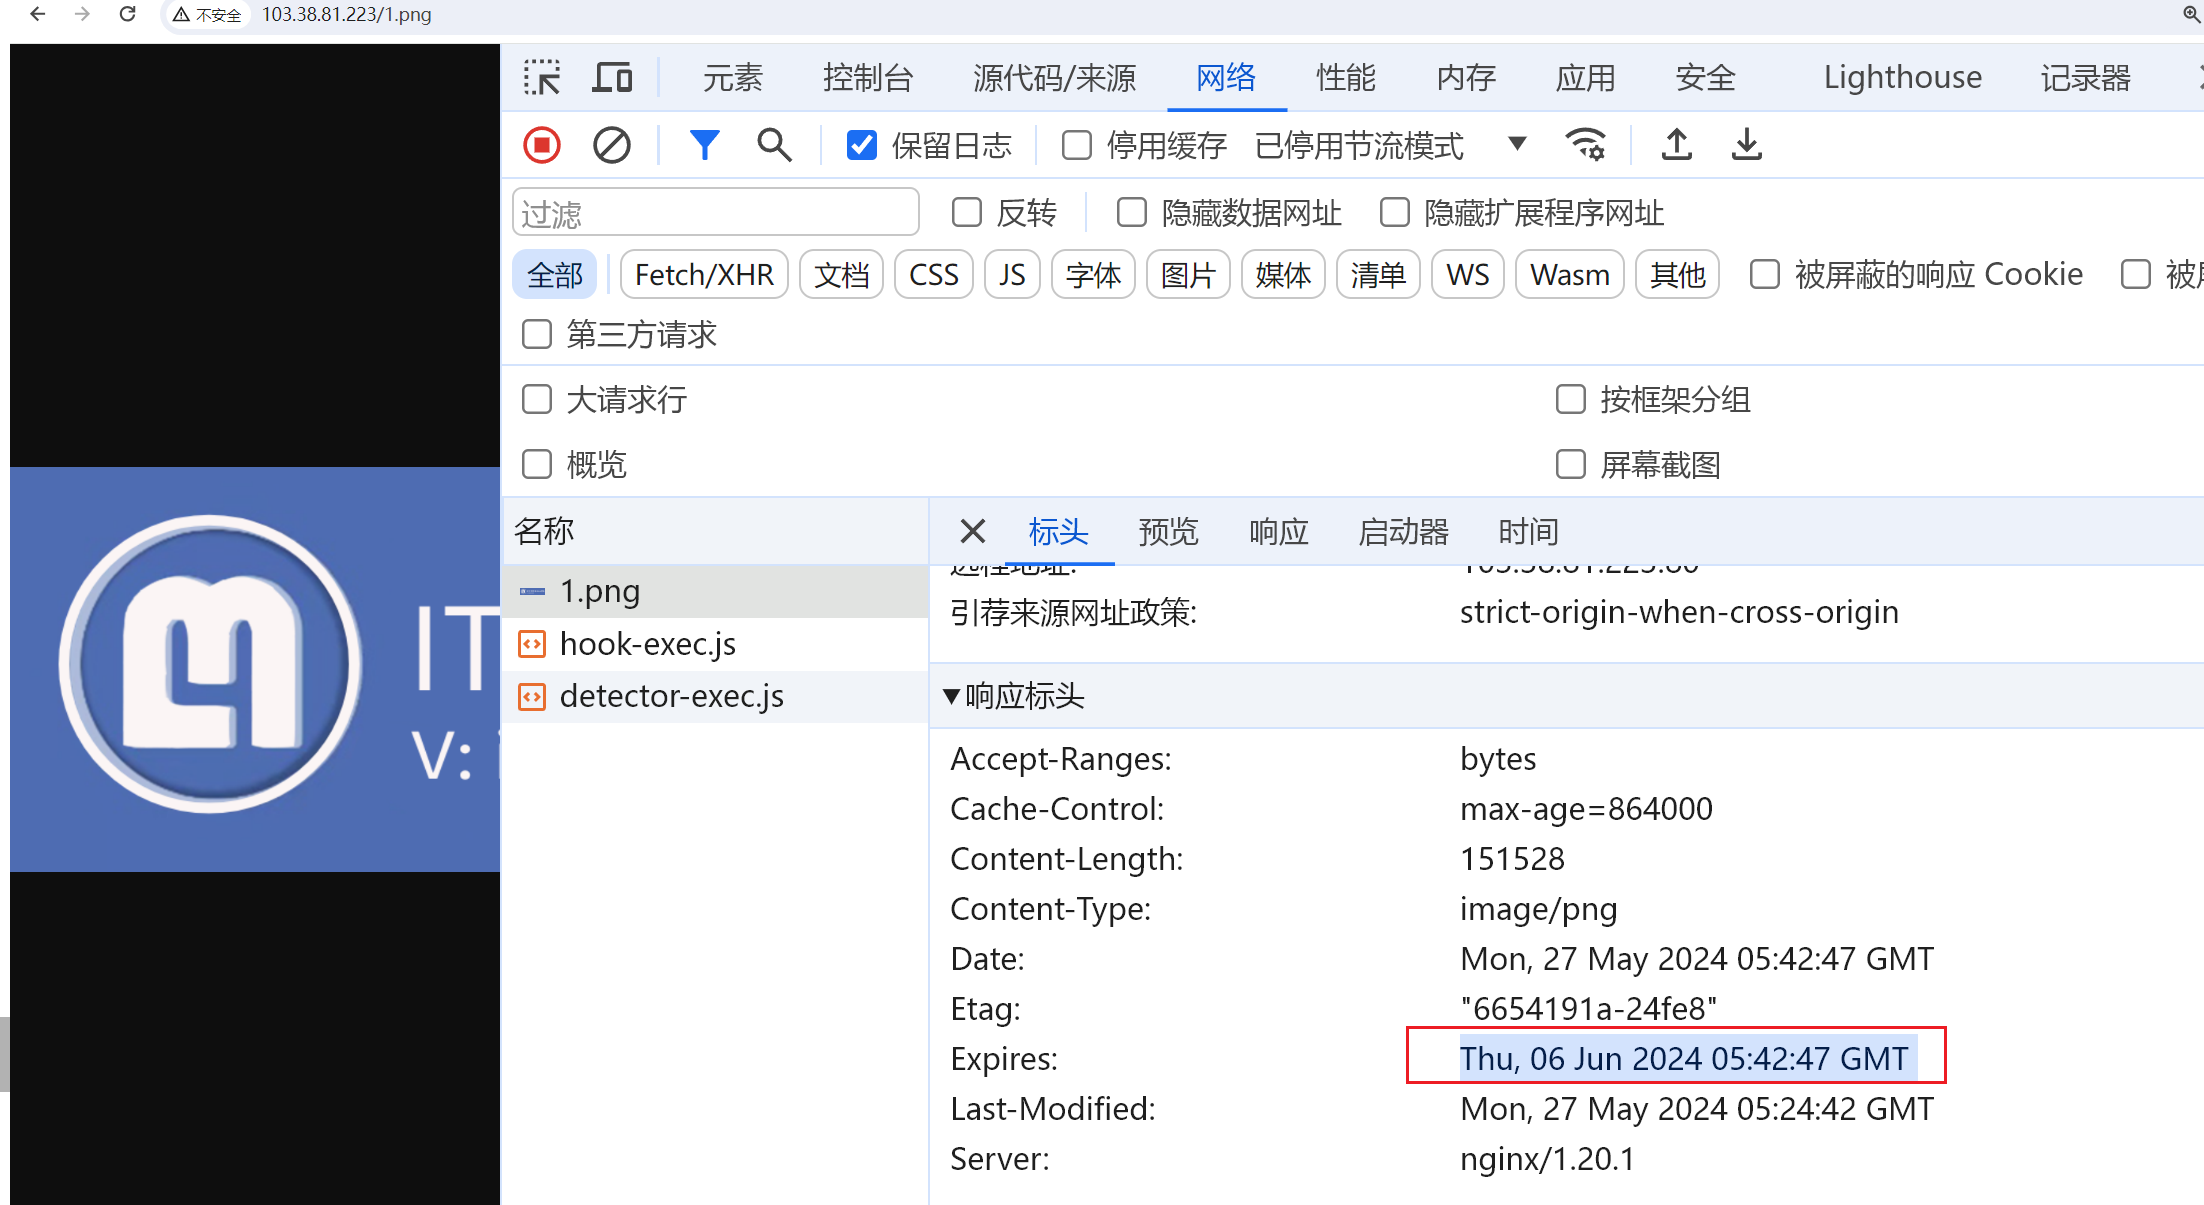 不安全 103.38.81.223/1.png
元素 控制台 源代码/来源 网络 性能 内存 应用 安全 Lighthouse 记录器
保留日志 停用缓存 已停用节流模式
过滤 反转 隐藏数据网址 隐藏扩展程序网址
全部 Fetch/XHR 文档 CSS JS 字体 图片 媒体 清单 WS Wasm 其他 被屏蔽的响应 Cookie 被
第三方请求
大请求行 按框架分组
概览 屏幕截图
名称 标头 预览 响应 启动器 时间
远程地址: 103.38.81.223:80
1.png
引荐来源网址政策: strict-origin-when-cross-origin
hook-exec.js
detector-exec.js
响应标头
IT
V:
Accept-Ranges: bytes
Cache-Control: max-age=864000
Content-Length: 151528
Content-Type: image/png
Date: Mon, 27 May 2024 05:42:47 GMT
Etag: "6654191a-24fe8"
Expires: Thu, 06 Jun 2024 05:42:47 GMT
Last-Modified: Mon, 27 May 2024 05:24:42 GMT
Server: nginx/1.20.1